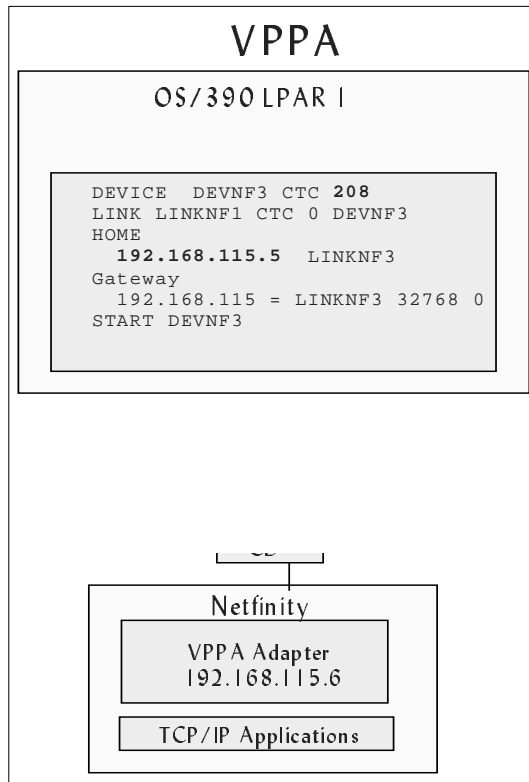 VPPA
OS/390 LPAR 1
DEVICE DEVNF3 CTC 208
LINK LINKNF1 CTC 0 DEVNF3
HOME
192.168.115.5 LINKNF3
Gateway
192.168.115 = LINKNF3 32768 0
START DEVNF3
Netfinity
VPPA Adapter
192.168.115.6
TCP/IP Applications